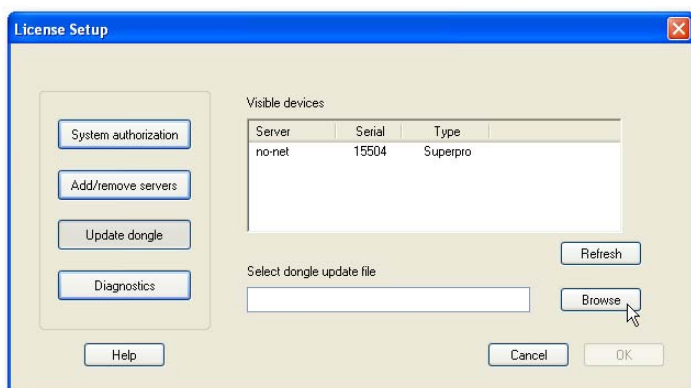 License Setup
System authorization
Add/remove servers
Update dongle
Diagnostics
Help
Visible devices
Server Serial Type
no-net 15504 Superpro
Refresh
Select dongle update file
Browse
Cancel OK